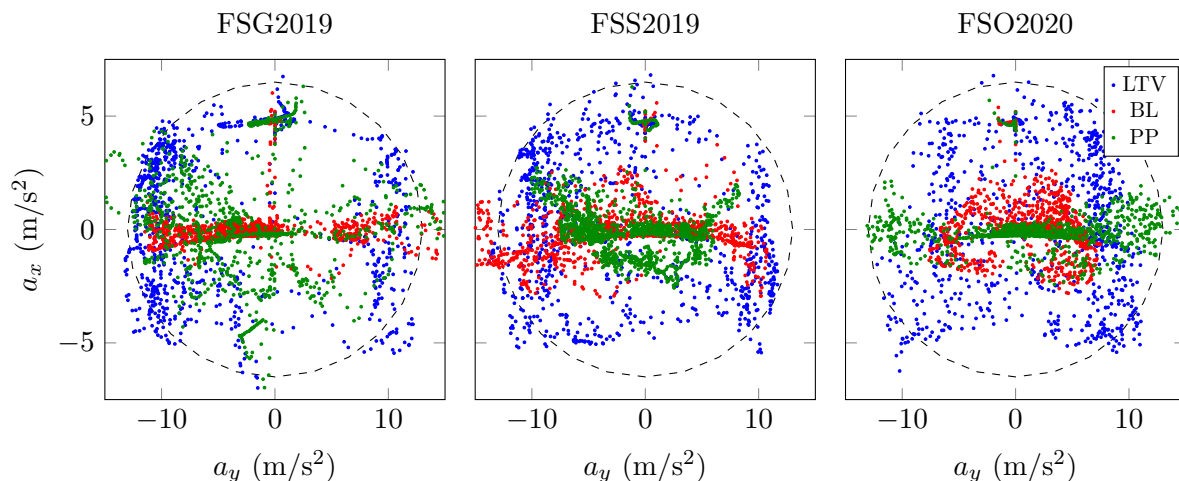 FSG2019 FSS2019 FSO2020
LTV
BL
PP
5
0
−5
a_x (m/s²)
−10 0 10 −10 0 10 −10 0 10
a_y (m/s²) a_y (m/s²) a_y (m/s²)